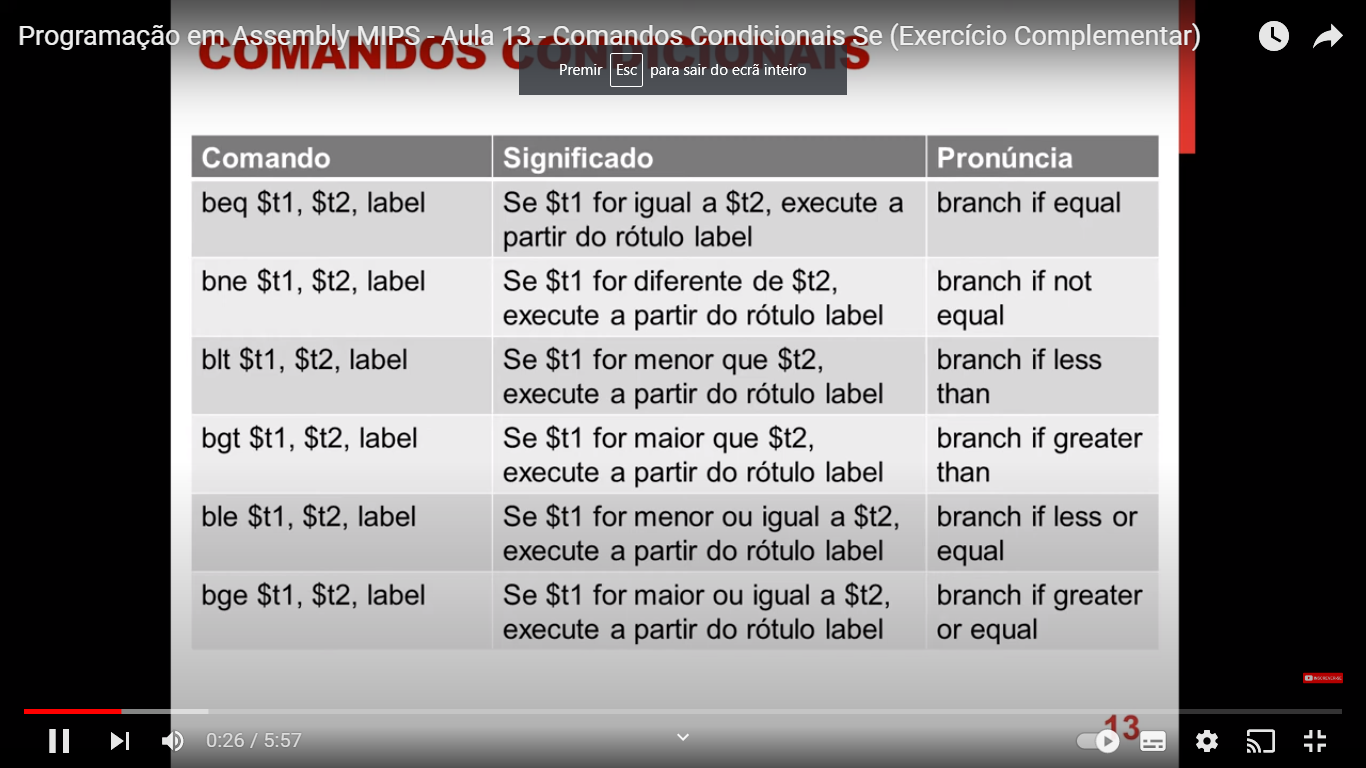 Programação em Assembly MIPS - Aula 13 - Comandos Condicionais Se (Exercício Complementar)
COMANDOS CONDICIONAIS
Premir Esc para sair do ecrã inteiro
Comando Significado Pronúncia
beq $t1, $t2, label Se $t1 for igual a $t2, execute a branch if equal
partir do rótulo label
bne $t1, $t2, label Se $t1 for diferente de $t2, branch if not
execute a partir do rótulo label equal
blt $t1, $t2, label Se $t1 for menor que $t2, branch if less
execute a partir do rótulo label than
bgt $t1, $t2, label Se $t1 for maior que $t2, branch if greater
execute a partir do rótulo label than
ble $t1, $t2, label Se $t1 for menor ou igual a $t2, branch if less or
execute a partir do rótulo label equal
bge $t1, $t2, label Se $t1 for maior ou igual a $t2, branch if greater
execute a partir do rótulo label or equal
13
0:26 / 5:57